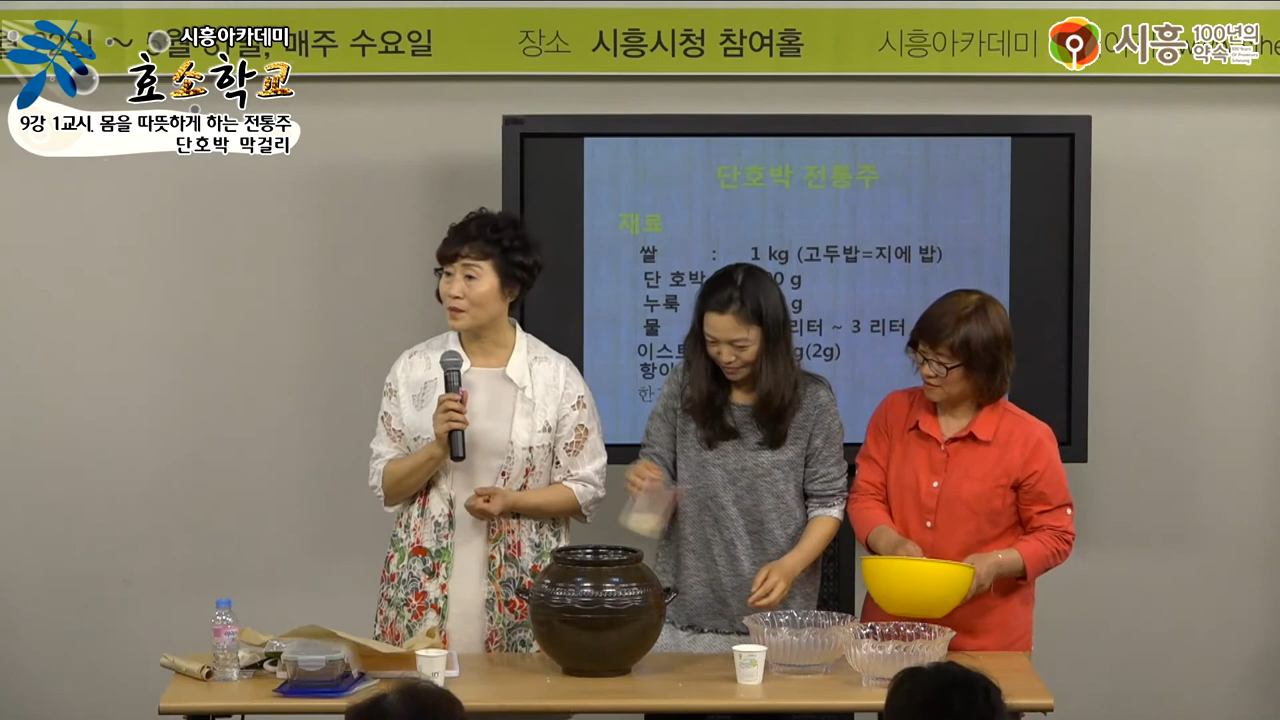 ~ 5월 매주 수요일
장소 시흥시청 참여홀
시흥아카데미
시흥 100년의 약속
시흥아카데미
효소학교
9강 1교시. 몸을 따뜻하게 하는 전통주
단호박 막걸리
단호박 전통주
재료
쌀 : 1 kg (고두밥=지에 밥)
단 호박 g
누룩 g
물 리터 ~ 3 리터
이스트 g(2g)